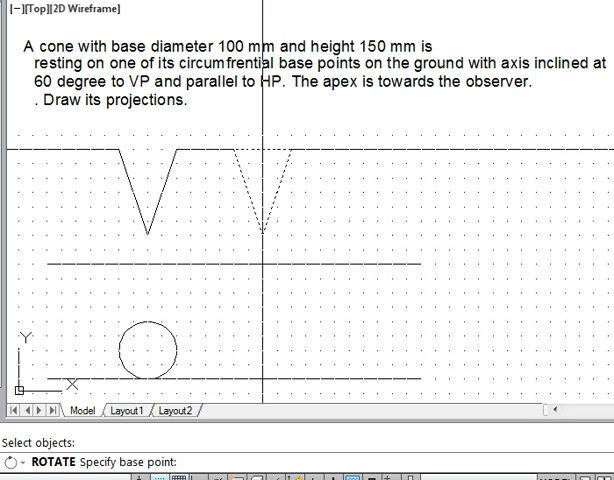 [−][Top][2D Wireframe]
A cone with base diameter 100 mm and height 150 mm is
resting on one of its circumfrential base points on the ground with axis inclined at
60 degree to VP and parallel to HP. The apex is towards the observer.
. Draw its projections.
Y
X
Model Layout1 Layout2
Select objects:
ROTATE Specify base point: